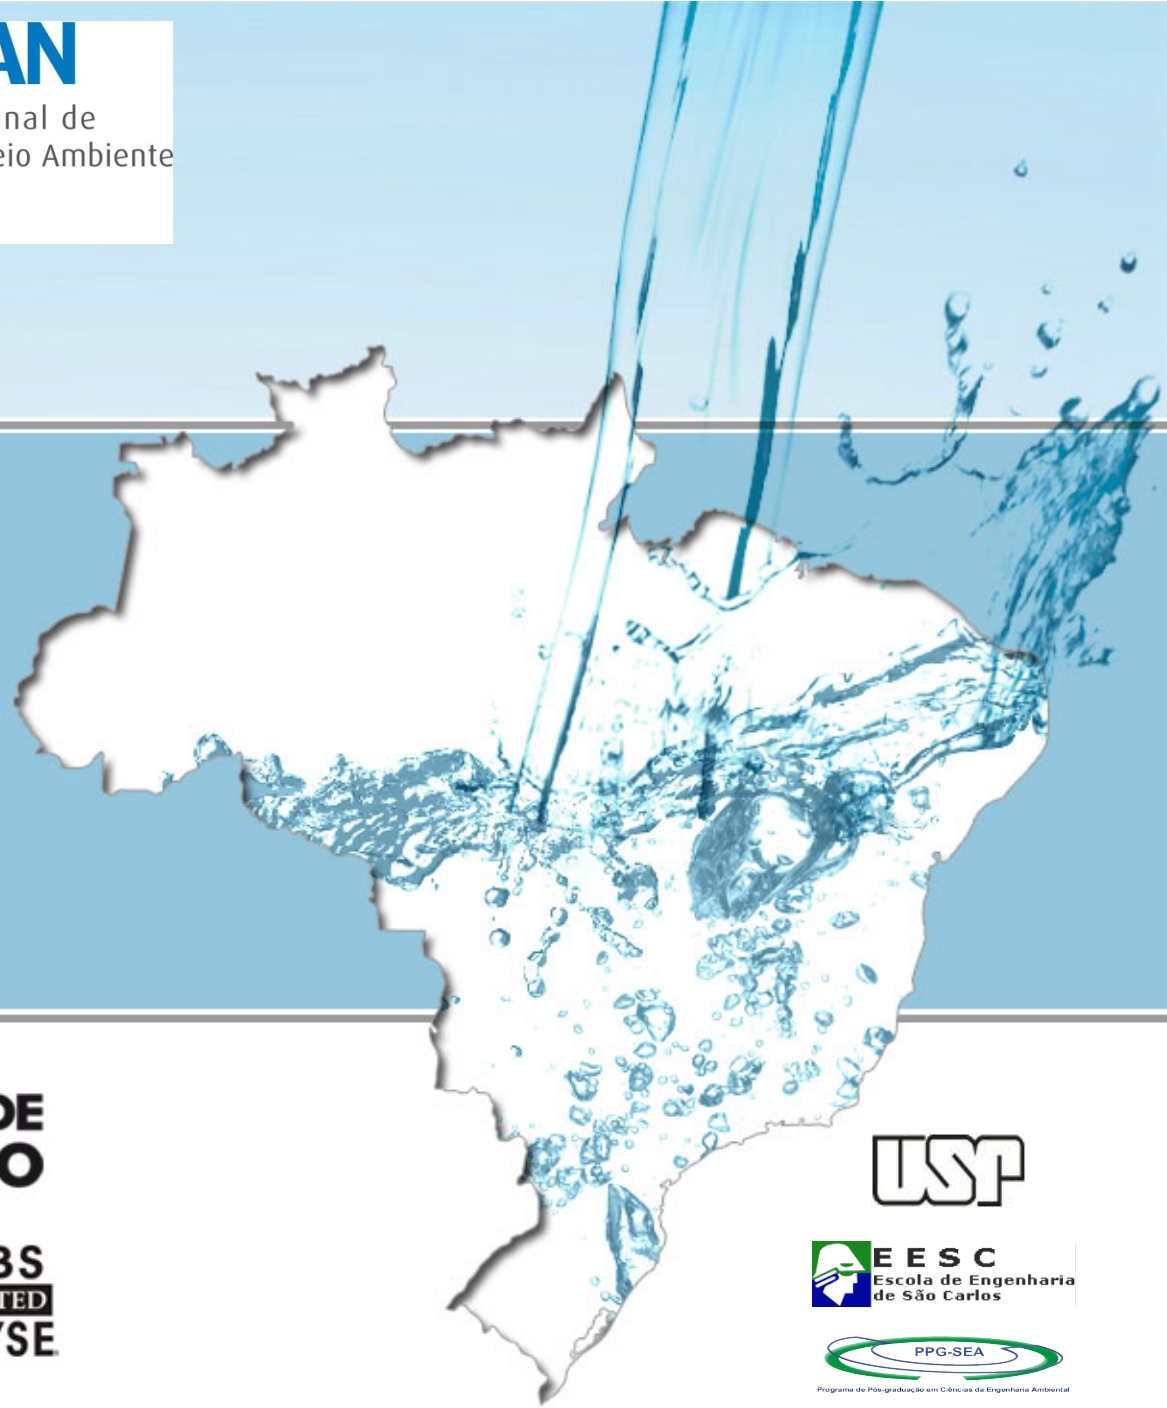 AN
nal de
eio Ambiente
DE
O
BS
TED
YSE
USP
EESC
Escola de Engenharia
de São Carlos
PPG-SEA
Programa de Pós-graduação em Ciências da Engenharia Ambiental